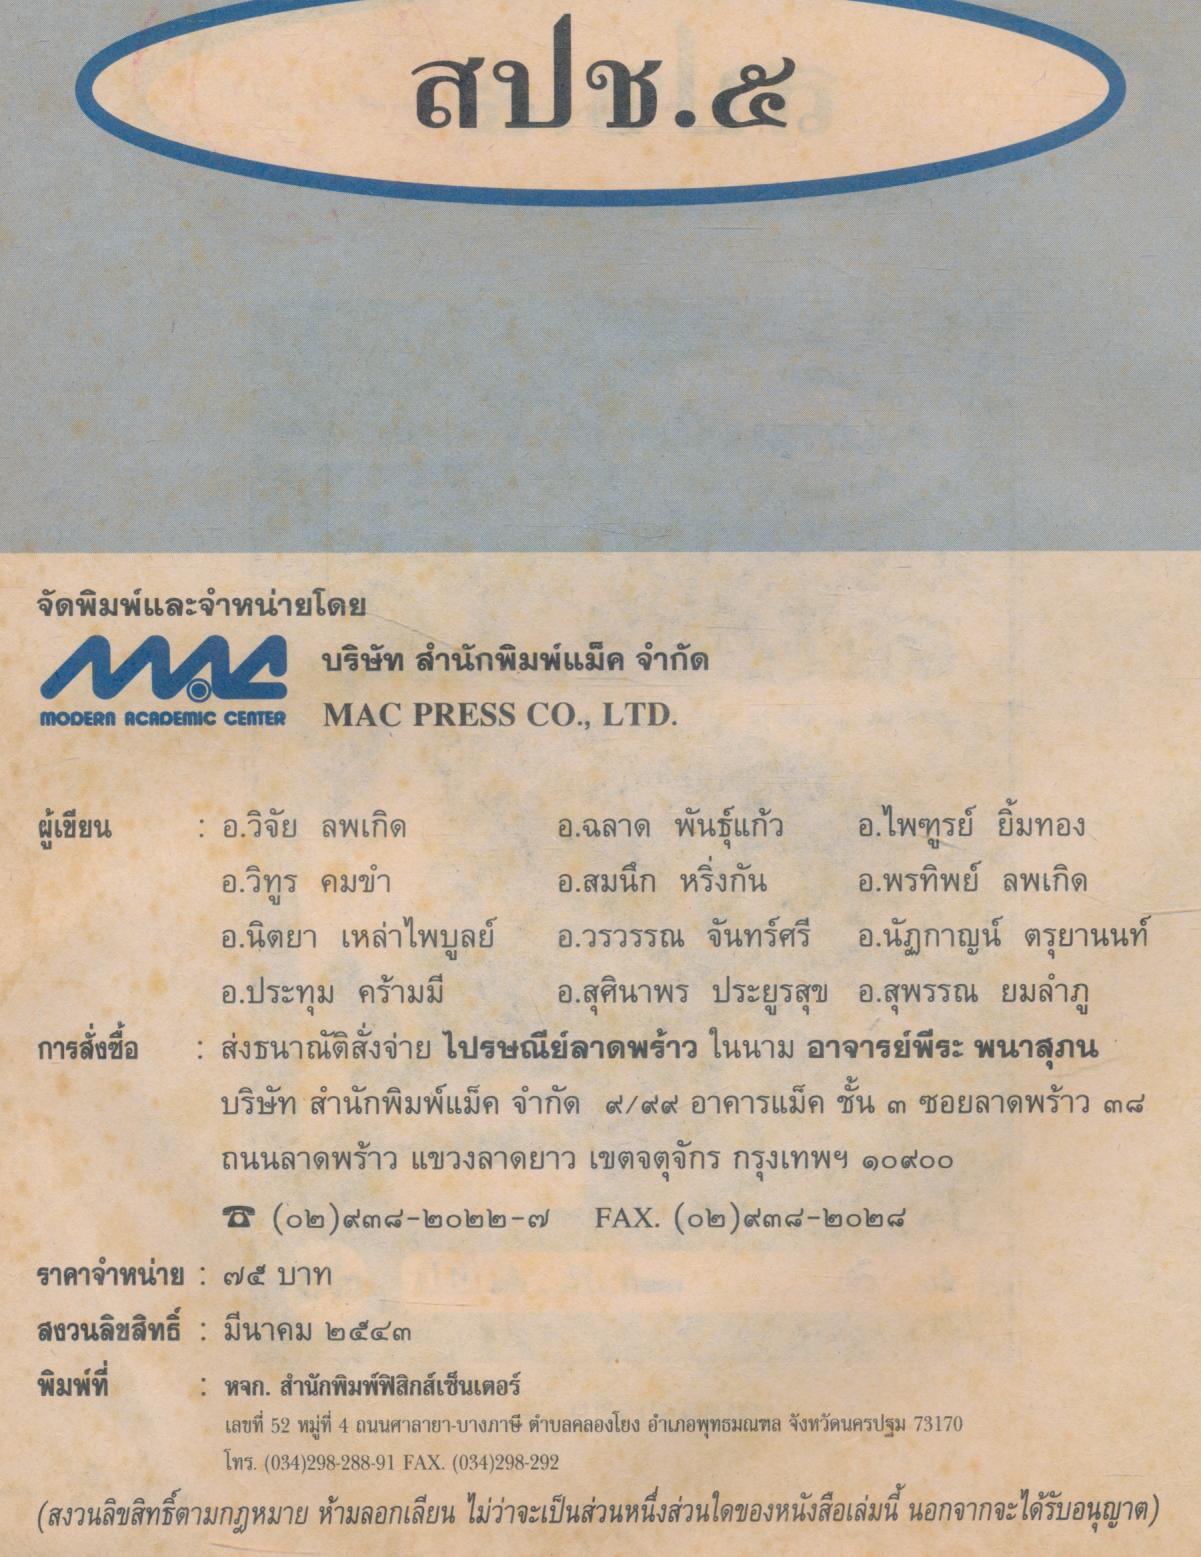 สปช.๕
จัดพิมพ์และจำหน่ายโดย
MAC
MODERN ACADEMIC CENTER
บริษัท สำนักพิมพ์แม็ค จำกัด
MAC PRESS CO., LTD.
ผู้เขียน : อ.วิจัย ลพเกิด อ.ฉลาด พันธุ์แก้ว อ.ไพฑูรย์ ยิ้มทอง
อ.วิทูร คมขำ อ.สมนึก หริ่งกัน อ.พรทิพย์ ลพเกิด
อ.นิตยา เหล่าไพบูลย์ อ.วรวรรณ จันทร์ศรี อ.นัฏกาญน์ ตรุยานนท์
อ.ประทุม คร้ามมี อ.สุศินาพร ประยูรสุข อ.สุพรรณ ยมลำภู
การสั่งซื้อ : ส่งธนาณัติสั่งจ่าย ไปรษณีย์ลาดพร้าว ในนาม อาจารย์พีระ พนาสุภน
บริษัท สำนักพิมพ์แม็ค จำกัด ๙/๙๙ อาคารแม็ค ชั้น ๓ ซอยลาดพร้าว ๓๘
ถนนลาดพร้าว แขวงลาดยาว เขตจตุจักร กรุงเทพฯ ๑๐๙๐๐
☎ (๐๒)๙๓๘-๒๐๒๒-๗ FAX. (๐๒)๙๓๘-๒๐๒๘
ราคาจำหน่าย : ๗๕ บาท
สงวนลิขสิทธิ์ : มีนาคม ๒๕๔๓
พิมพ์ที่ : หจก. สำนักพิมพ์ฟิสิกส์เซ็นเตอร์
เลขที่ 52 หมู่ที่ 4 ถนนศาลายา-บางภาษี ตำบลคลองโยง อำเภอพุทธมณฑล จังหวัดนครปฐม 73170
โทร. (034)298-288-91 FAX. (034)298-292
(สงวนลิขสิทธิ์ตามกฎหมาย ห้ามลอกเลียน ไม่ว่าจะเป็นส่วนหนึ่งส่วนใดของหนังสือเล่มนี้ นอกจากจะได้รับอนุญาต)